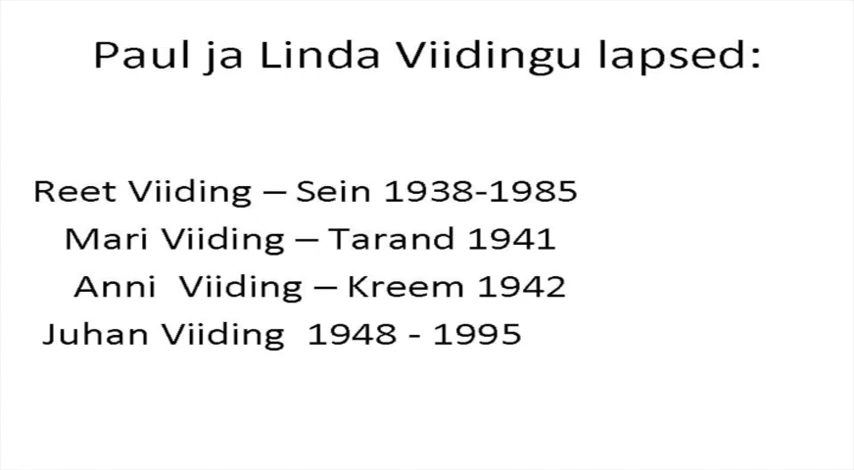 Paul ja Linda Viidingu lapsed:
Reet Viiding – Sein 1938-1985
Mari Viiding – Tarand 1941
Anni Viiding – Kreem 1942
Juhan Viiding 1948 - 1995